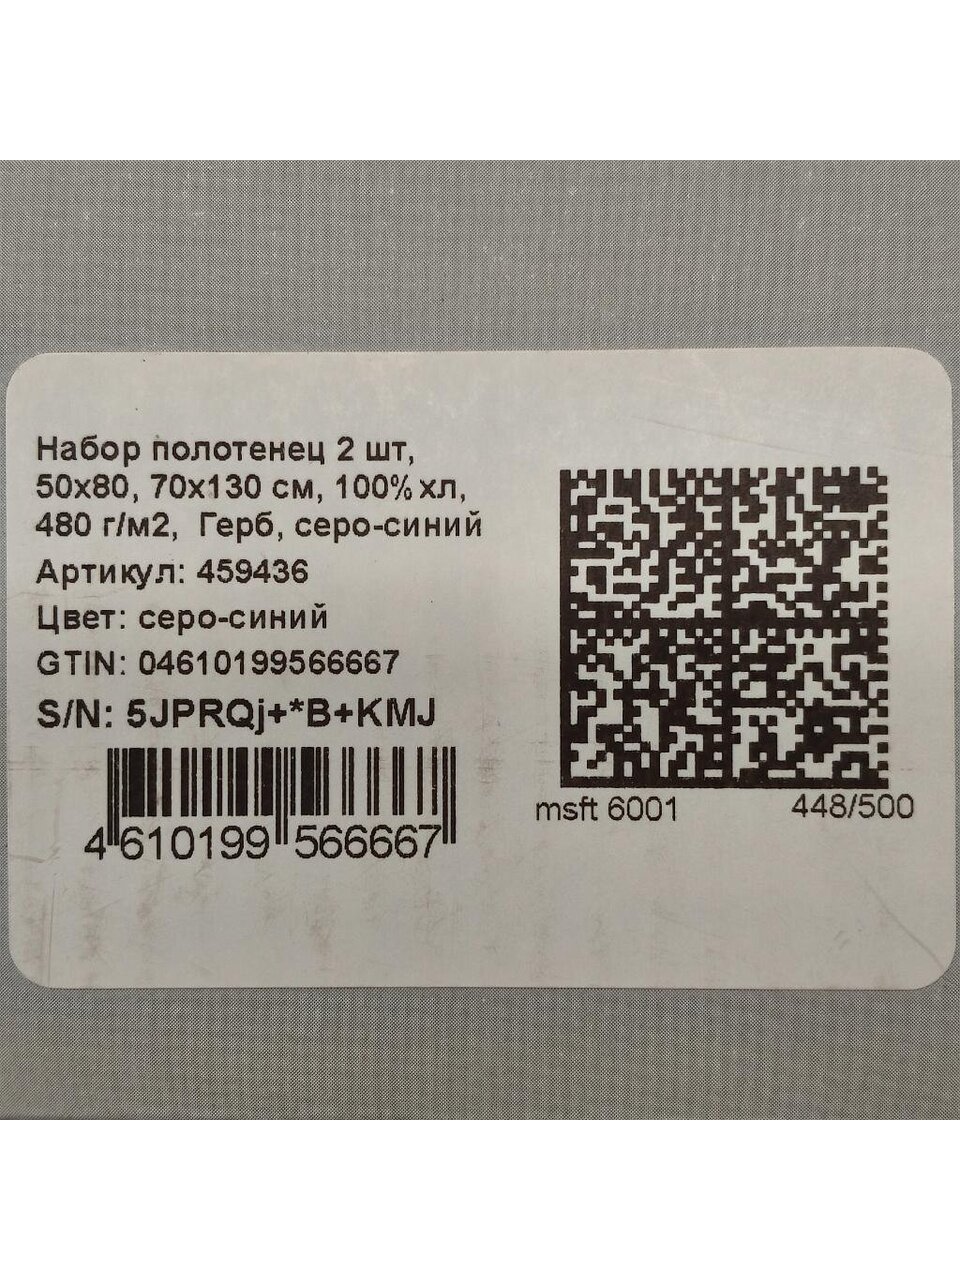 Набор полотенец 2 шт,
50х80, 70х130 см, 100% хл,
480 г/м2, Герб, серо-синий
Артикул: 459436
Цвет: серо-синий
GTIN: 04610199566667
S/N: 5JPRQj+*B+KMJ
4 610199 566667
msft 6001 448/500